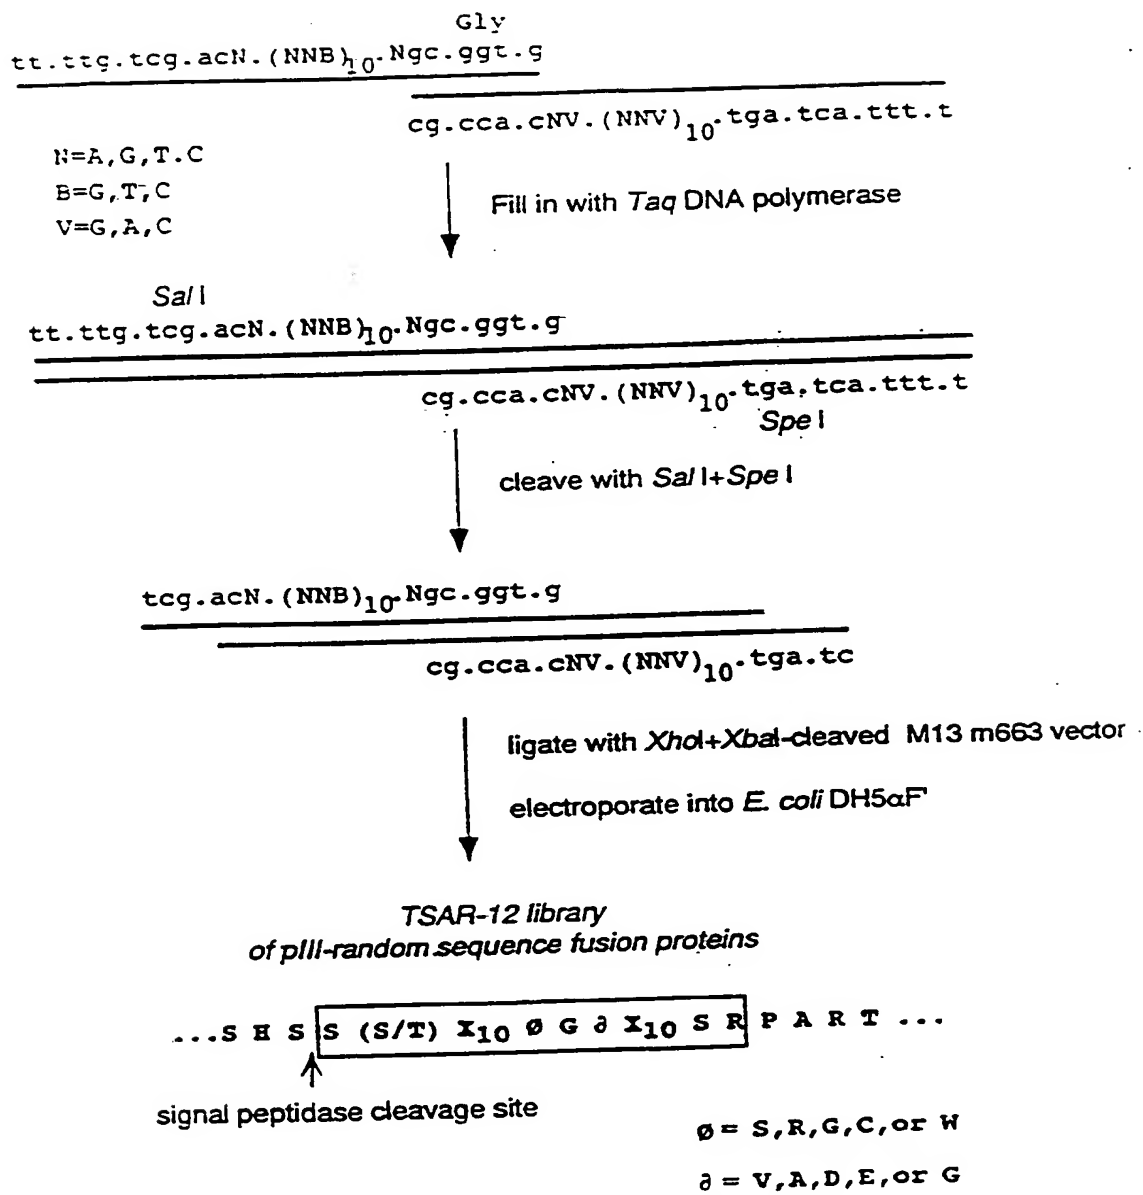 Gly
tt.ttg.tcg.acN.(NNB)10.Ngc.ggt.g
cg.cca.cNV.(NNV)10.tga.tca.ttt.t
N=A,G,T.C
B=G,T,C
V=G,A,C
Fill in with Taq DNA polymerase
Sal I
tt.ttg.tcg.acN.(NNB)10.Ngc.ggt.g
cg.cca.cNV.(NNV)10.tga.tca.ttt.t
Spe I
cleave with Sal I+Spe I
tcg.acN.(NNB)10.Ngc.ggt.g
cg.cca.cNV.(NNV)10.tga.tc
ligate with XhoI+XbaI-cleaved M13 m663 vector
electroporate into E. coli DH5αF'
TSAR-12 library
of pIII-random sequence fusion proteins
...S H S S (S/T) X10 ø G ∂ X10 S R P A R T ...
signal peptidase cleavage site
ø = S,R,G,C,or W
∂ = V,A,D,E,or G